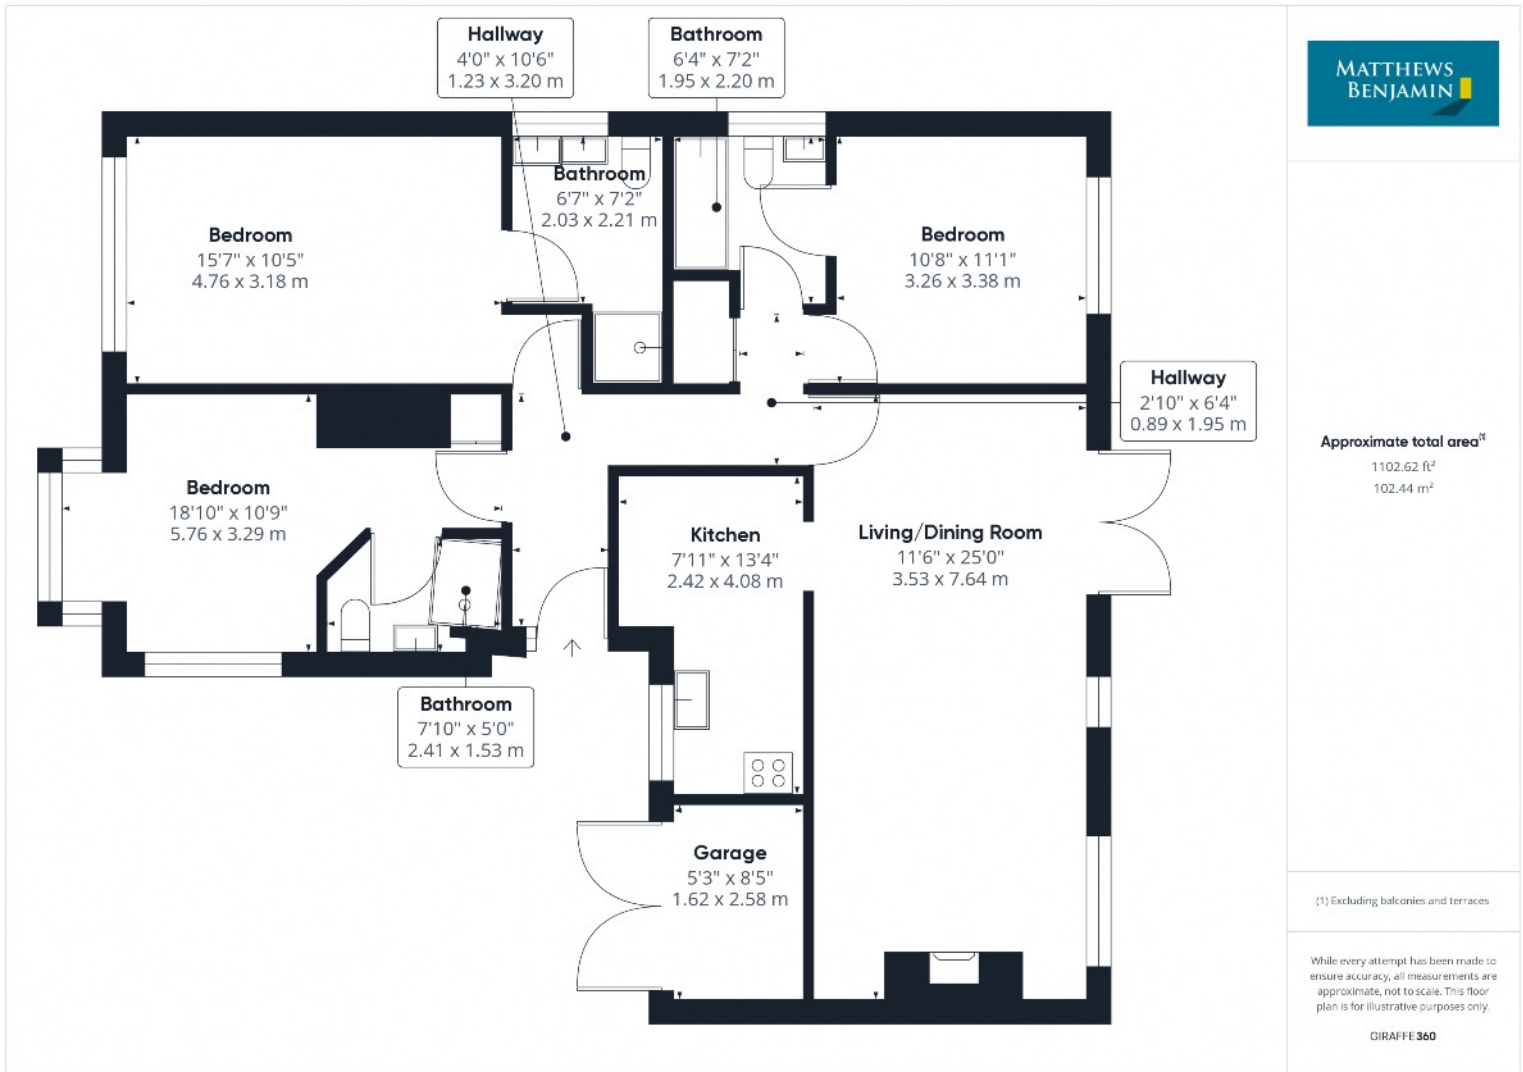 Hallway
4'0" x 10'6"
1.23 x 3.20 m
Bathroom
6'4" x 7'2"
1.95 x 2.20 m
MATTHEWS
BENJAMIN
Bathroom
6'7" x 7'2"
2.03 x 2.21 m
Bedroom
15'7" x 10'5"
4.76 x 3.18 m
Bedroom
10'8" x 11'1"
3.26 x 3.38 m
Hallway
2'10" x 6'4"
0.89 x 1.95 m
Approximate total area(1)
1102.62 ft²
102.44 m²
Bedroom
18'10" x 10'9"
5.76 x 3.29 m
Kitchen
7'11" x 13'4"
2.42 x 4.08 m
Living/Dining Room
11'6" x 25'0"
3.53 x 7.64 m
Bathroom
7'10" x 5'0"
2.41 x 1.53 m
Garage
5'3" x 8'5"
1.62 x 2.58 m
(1) Excluding balconies and terraces
While every attempt has been made to
ensure accuracy, all measurements are
approximate, not to scale. This floor
plan is for illustrative purposes only.
GIRAFFE360